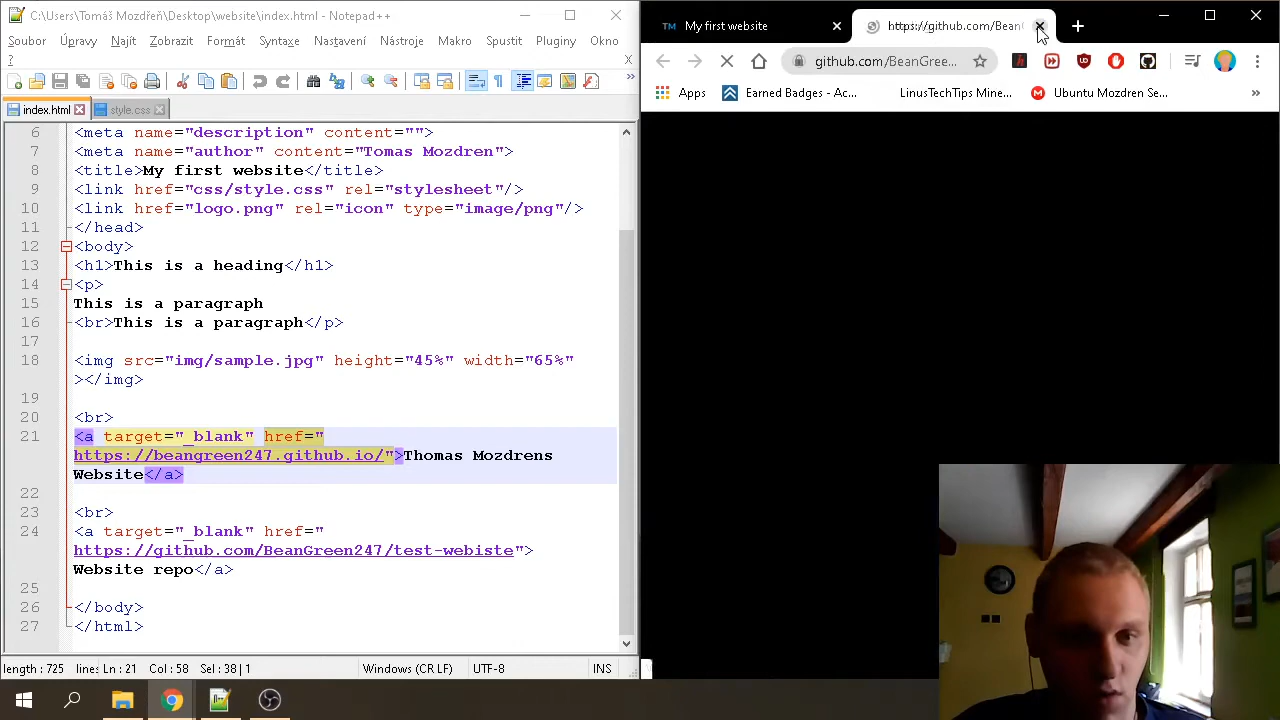 C:\Users\Tomáš Mozdřeň\Desktop\website\index.html - Notepad++
Soubor Úpravy Najít Zobrazit Formát Syntaxe Nastavení Nástroje Makro Spustit Pluginy Okno
? X
index.html style.css
6 <meta name="description" content="">
7 <meta name="author" content="Tomas Mozdren">
8 <title>My first website</title>
9 <link href="css/style.css" rel="stylesheet"/>
10 <link href="logo.png" rel="icon" type="image/png"/>
11 </head>
12 <body>
13 <h1>This is a heading</h1>
14 <p>
15 This is a paragraph
16 <br>This is a paragraph</p>
17
18 <img src="img/sample.jpg" height="45%" width="65%"
></img>
19
20 <br>
21 <a target="_blank" href="
https://beangreen247.github.io/">Thomas Mozdrens
Website</a>
22
23 <br>
24 <a target="_blank" href="
https://github.com/BeanGreen247/test-webiste">
Website repo</a>
25
26 </body>
27 </html>
length : 725 lines: Ln : 21 Col : 58 Sel : 38 | 1 Windows (CR LF) UTF-8 INS
TM My first website https://github.com/Bean
github.com/BeanGree...
Apps Earned Badges - Ac... LinusTechTips Mine... Ubuntu Mozdren Se... »